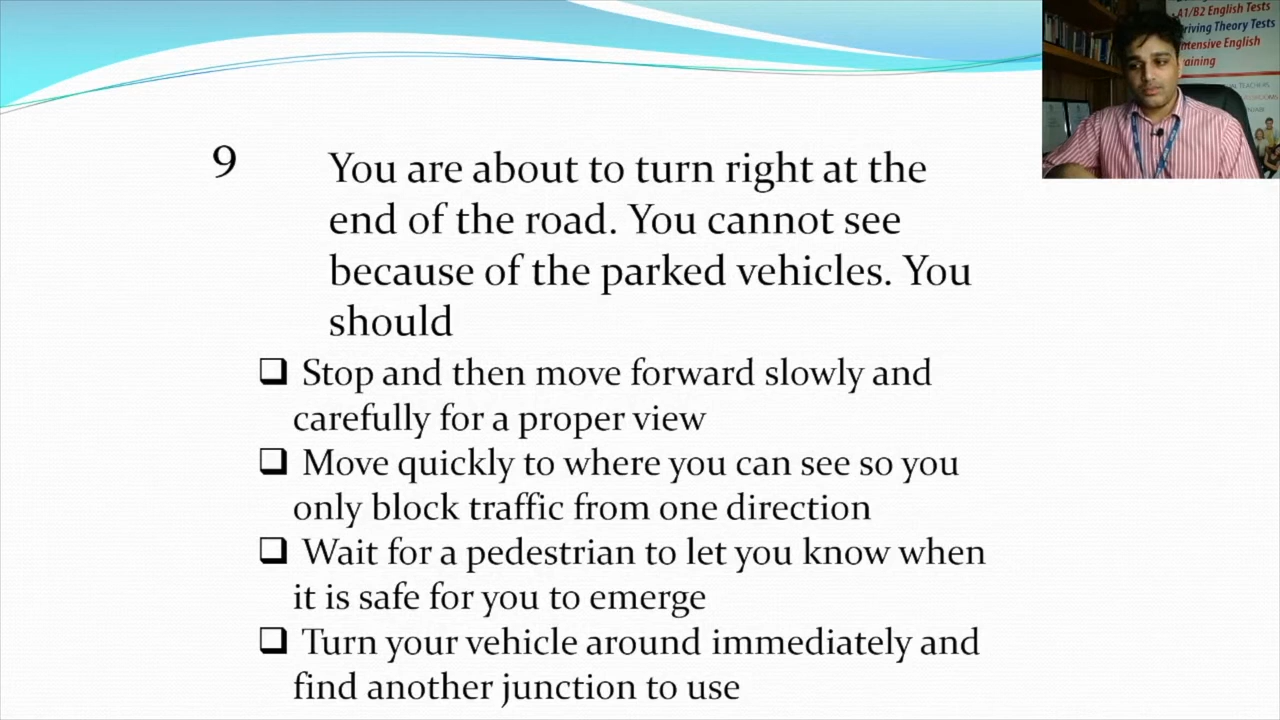 · A1/B2 English Tests
riving Theory Tests
ntensive English
raining
9
You are about to turn right at the
end of the road. You cannot see
because of the parked vehicles. You
should
❑ Stop and then move forward slowly and
carefully for a proper view
❑ Move quickly to where you can see so you
only block traffic from one direction
❑ Wait for a pedestrian to let you know when
it is safe for you to emerge
❑ Turn your vehicle around immediately and
find another junction to use